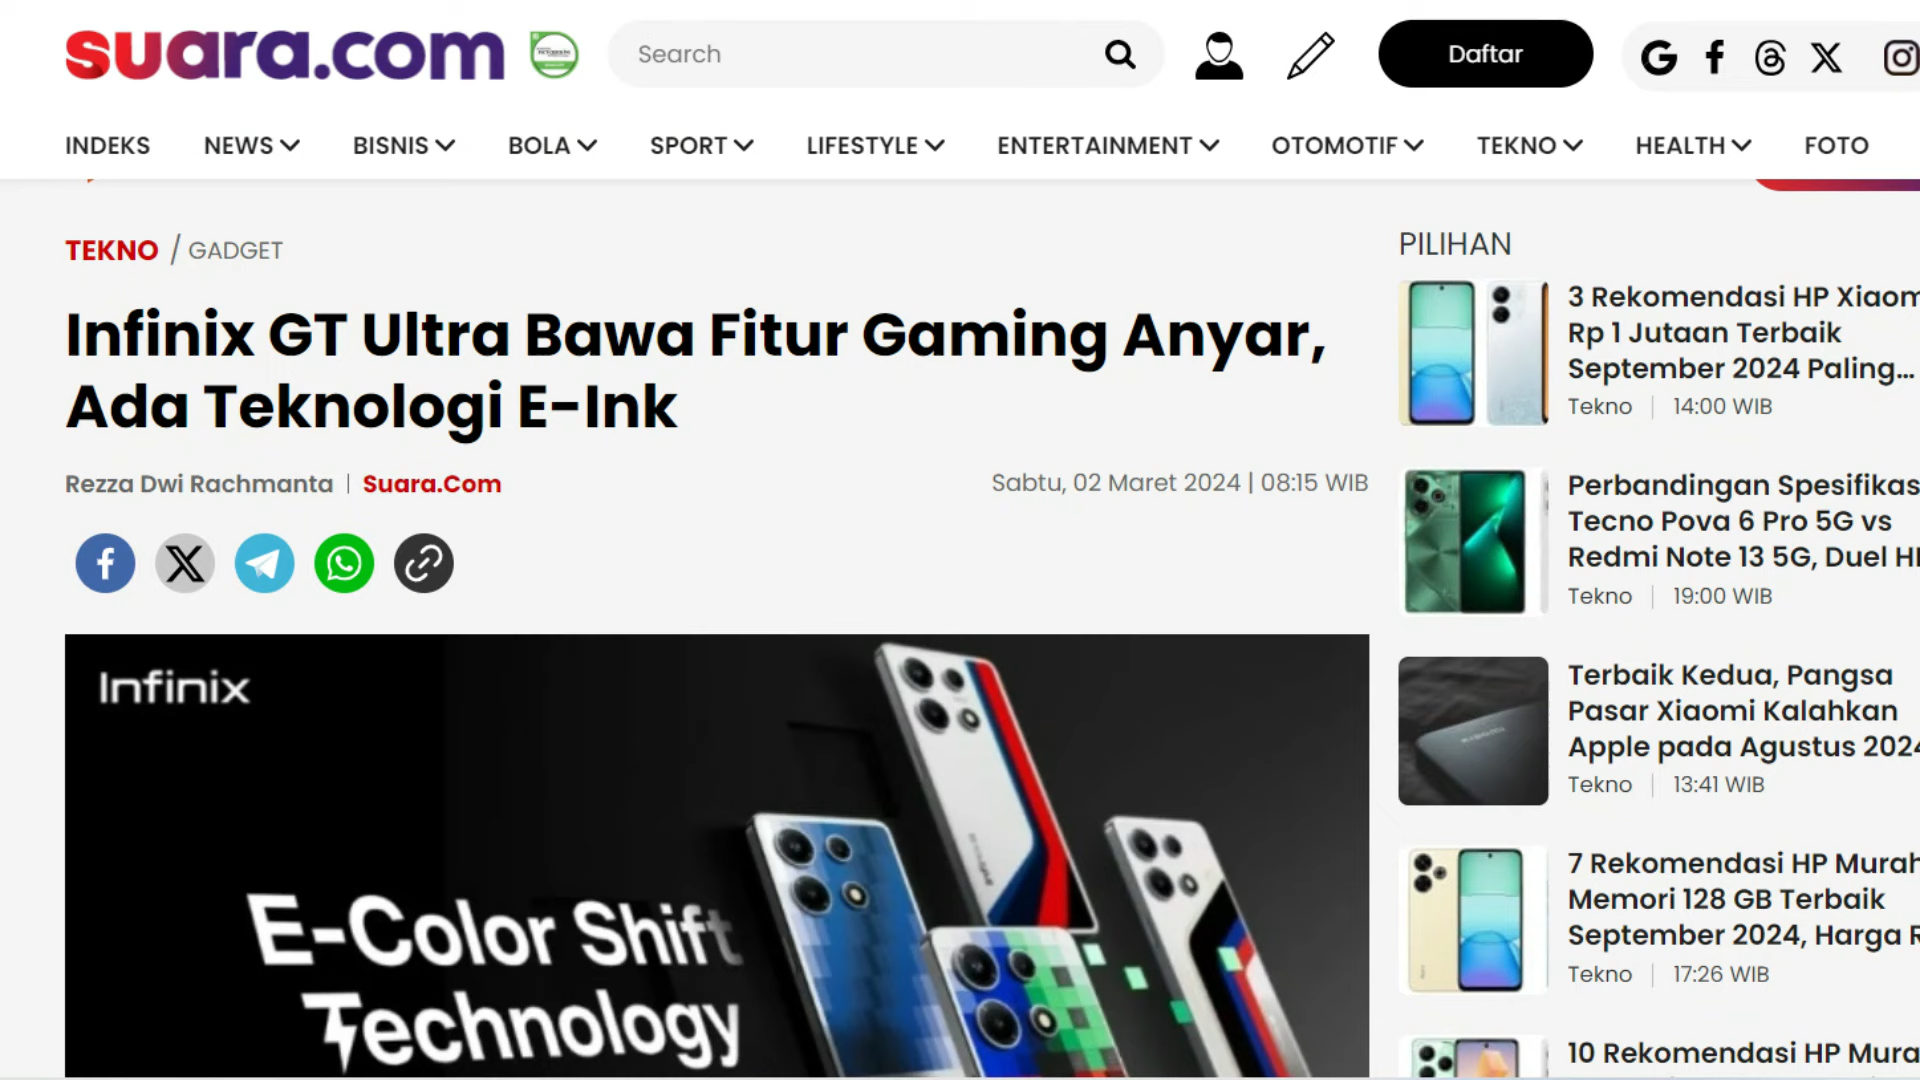 suara.com
Search
Daftar
INDEKS NEWS BISNIS BOLA SPORT LIFESTYLE ENTERTAINMENT OTOMOTIF TEKNO HEALTH FOTO
TEKNO / GADGET
Infinix GT Ultra Bawa Fitur Gaming Anyar,
Ada Teknologi E-Ink
Rezza Dwi Rachmanta | Suara.Com
Sabtu, 02 Maret 2024 | 08:15 WIB
Infinix
E-Color Shift
Technology
PILIHAN
3 Rekomendasi HP Xiaom
Rp 1 Jutaan Terbaik
September 2024 Paling...
Tekno | 14:00 WIB
Perbandingan Spesifikas
Tecno Pova 6 Pro 5G vs
Redmi Note 13 5G, Duel H
Tekno | 19:00 WIB
Terbaik Kedua, Pangsa
Pasar Xiaomi Kalahkan
Apple pada Agustus 2024
Tekno | 13:41 WIB
7 Rekomendasi HP Murah
Memori 128 GB Terbaik
September 2024, Harga R
Tekno | 17:26 WIB
10 Rekomendasi HP Mura